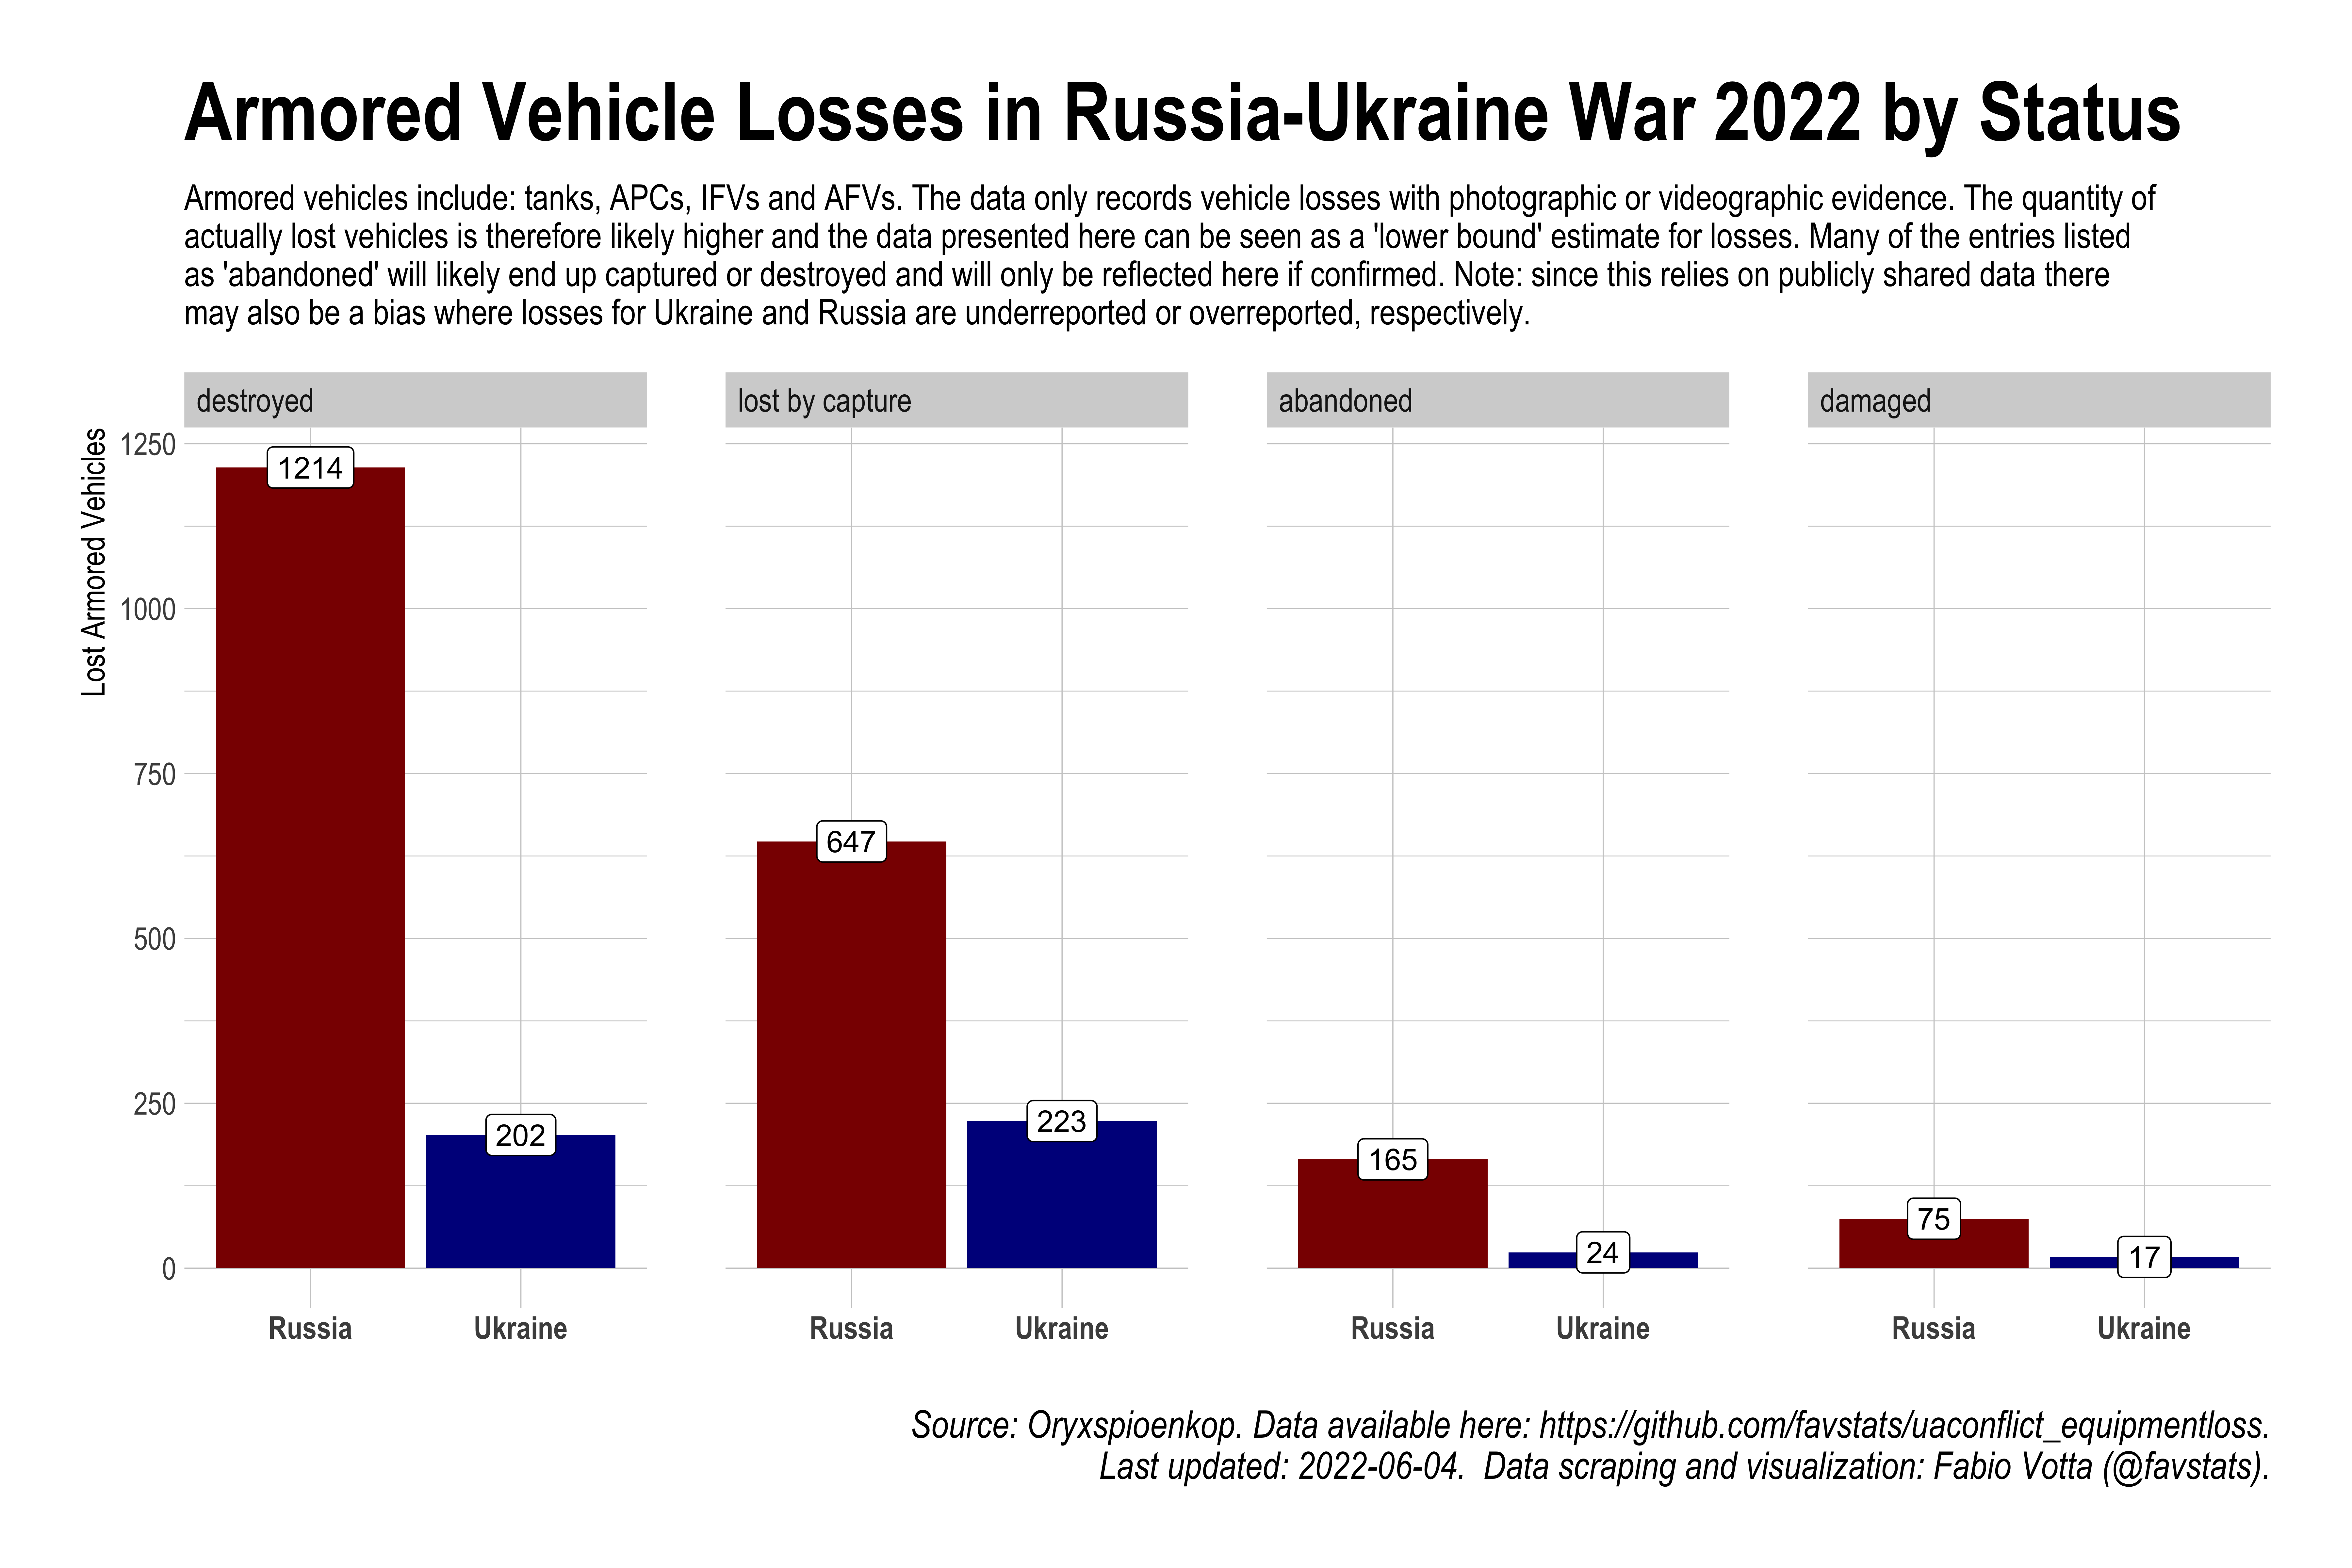 Armored Vehicle Losses in Russia-Ukraine War 2022 by Status
Armored vehicles include: tanks, APCs, IFVs and AFVs. The data only records vehicle losses with photographic or videographic evidence. The quantity of
actually lost vehicles is therefore likely higher and the data presented here can be seen as a 'lower bound' estimate for losses. Many of the entries listed
as 'abandoned' will likely end up captured or destroyed and will only be reflected here if confirmed. Note: since this relies on publicly shared data there
may also be a bias where losses for Ukraine and Russia are underreported or overreported, respectively.
destroyed
lost by capture
abandoned
damaged
Lost Armored Vehicles
1250
1000
750
500
250
0
1214
202
647
223
165
24
75
17
Russia
Ukraine
Russia
Ukraine
Russia
Ukraine
Russia
Ukraine
Source: Oryxspioenkop. Data available here: https://github.com/favstats/uaconflict_equipmentloss.
Last updated: 2022-06-04.  Data scraping and visualization: Fabio Votta (@favstats).